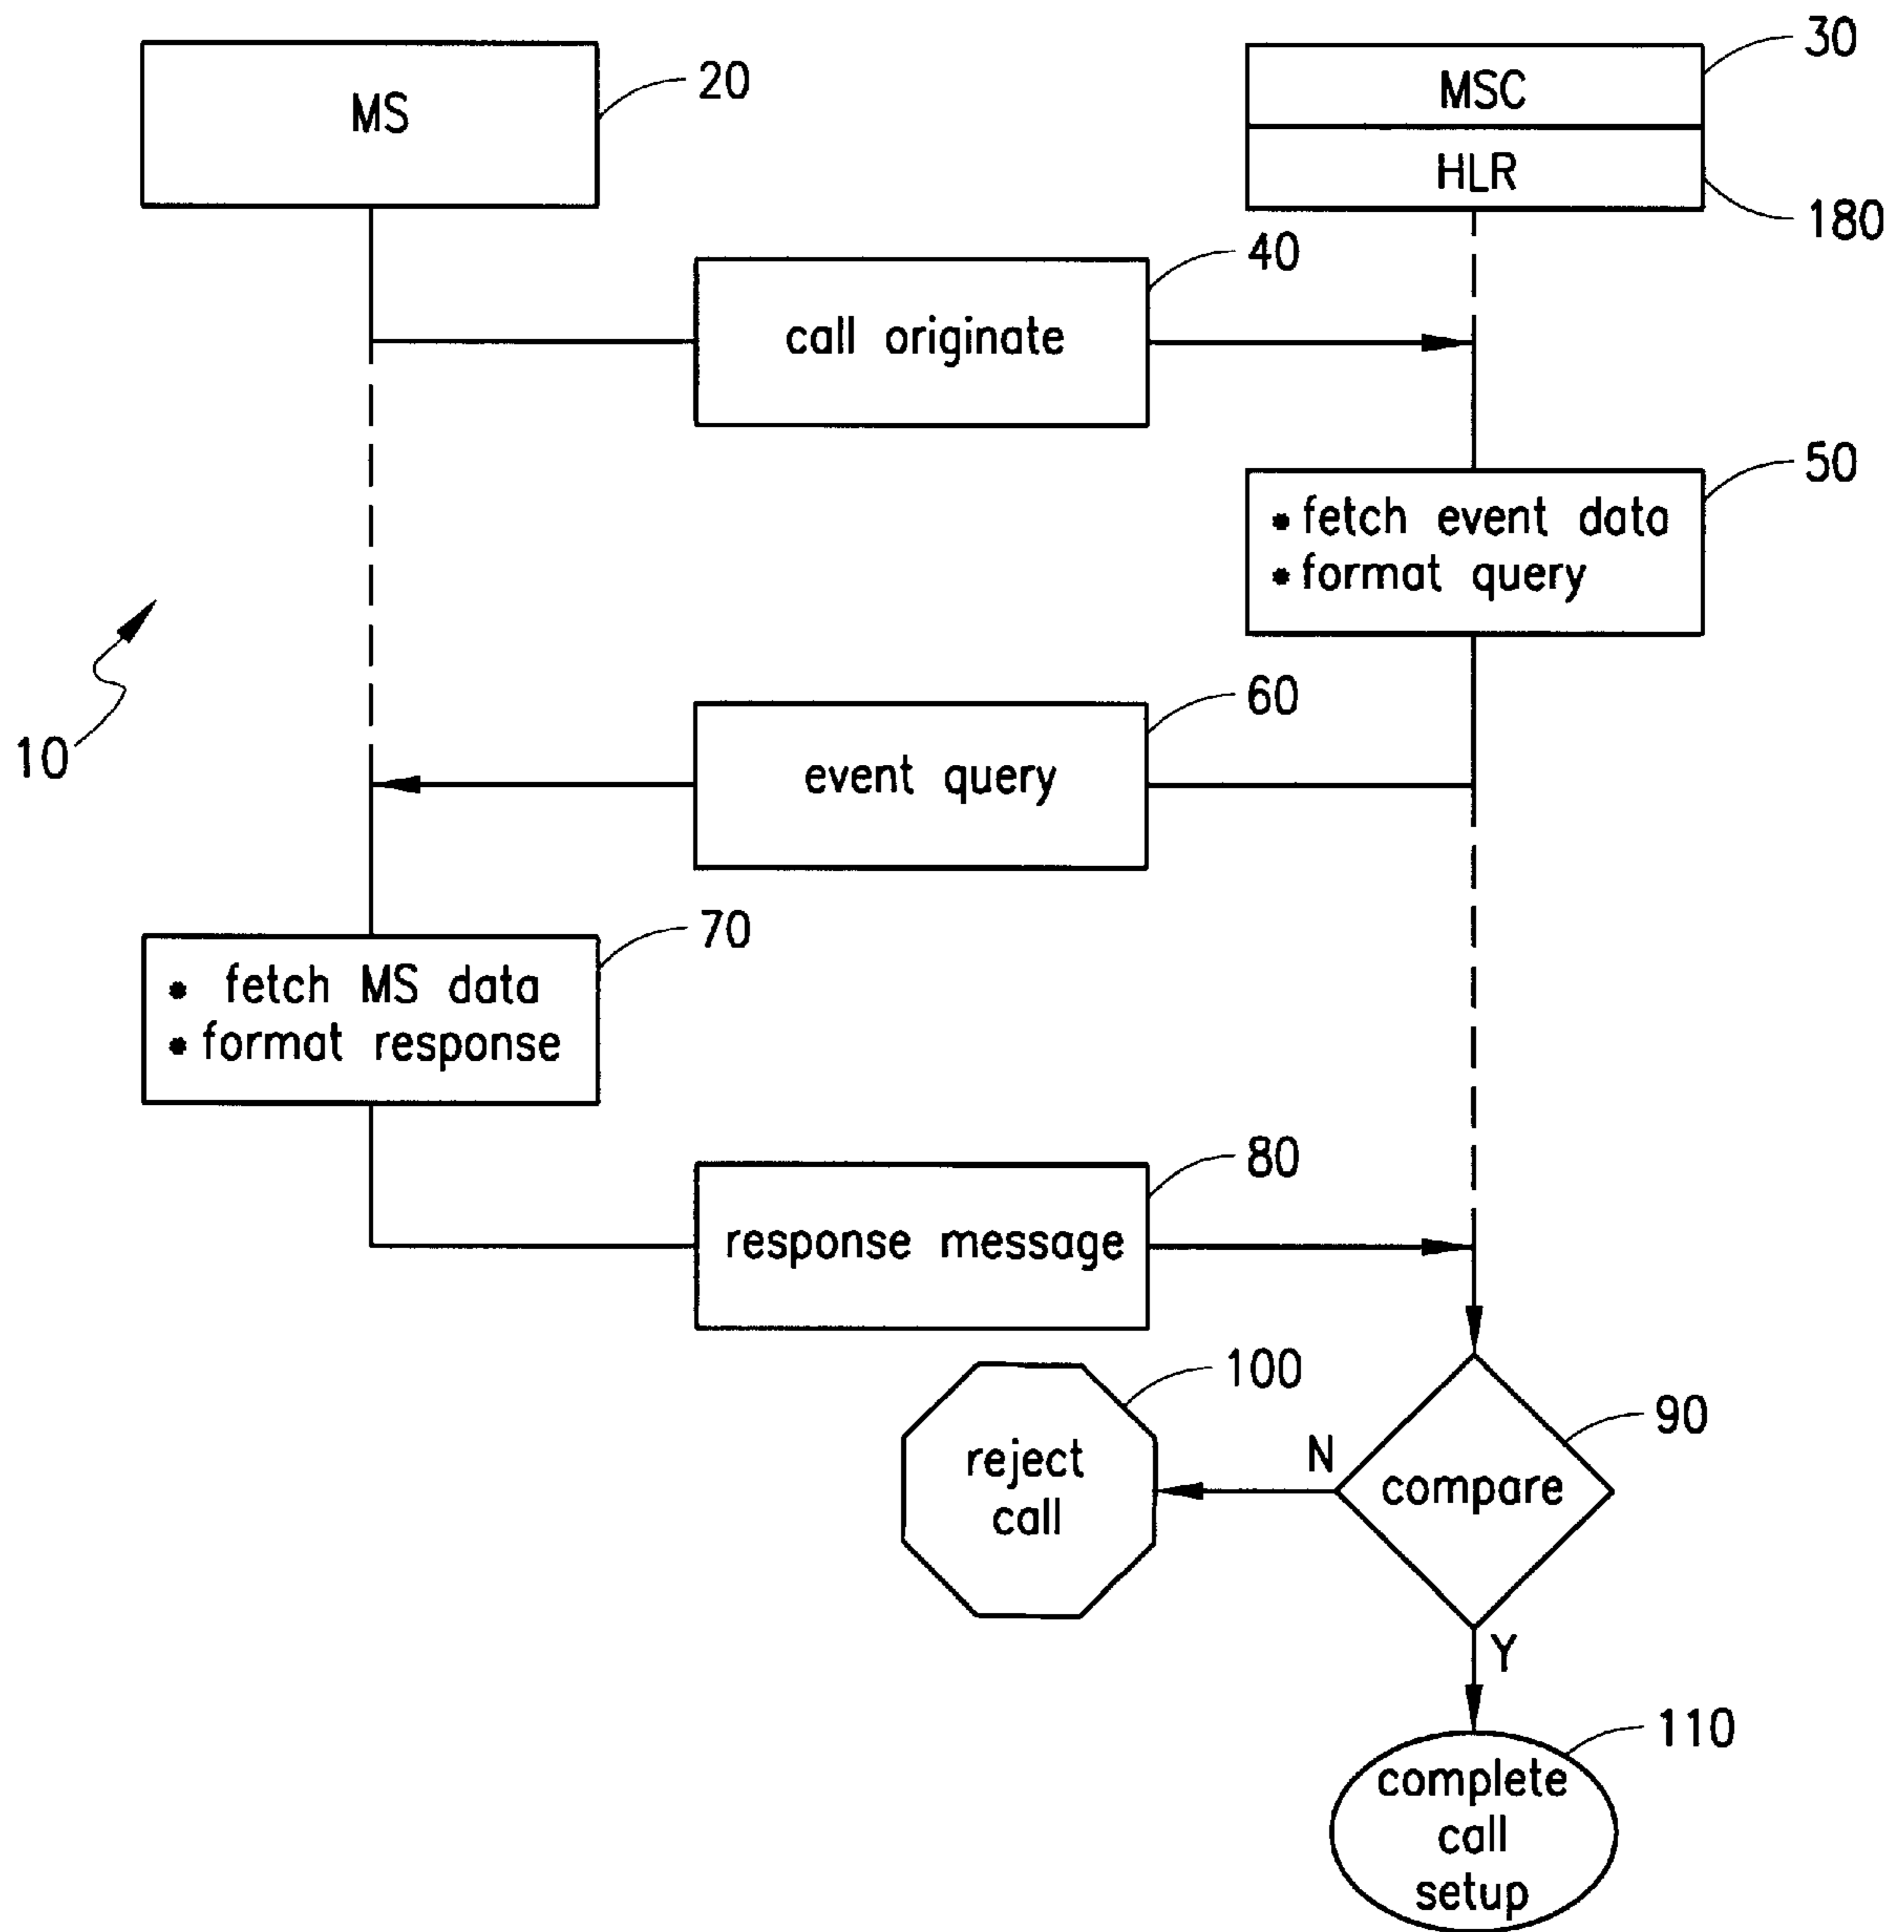 MS
20
MSC
30
HLR
180
call originate
40
• fetch event data
• format query
50
10
event query
60
• fetch MS data
• format response
70
response message
80
compare
90
N
reject
call
100
Y
complete
call
setup
110